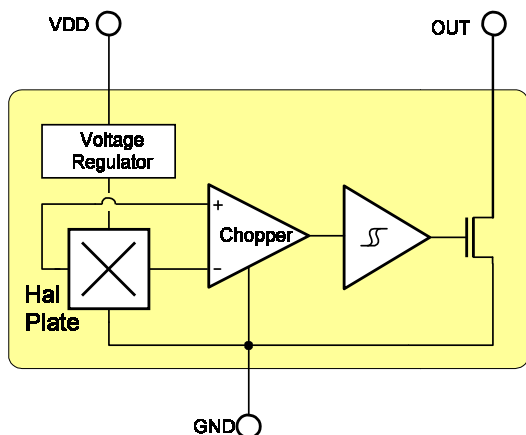 VDD
OUT
Voltage
Regulator
+
Chopper
−
Hal
Plate
GND